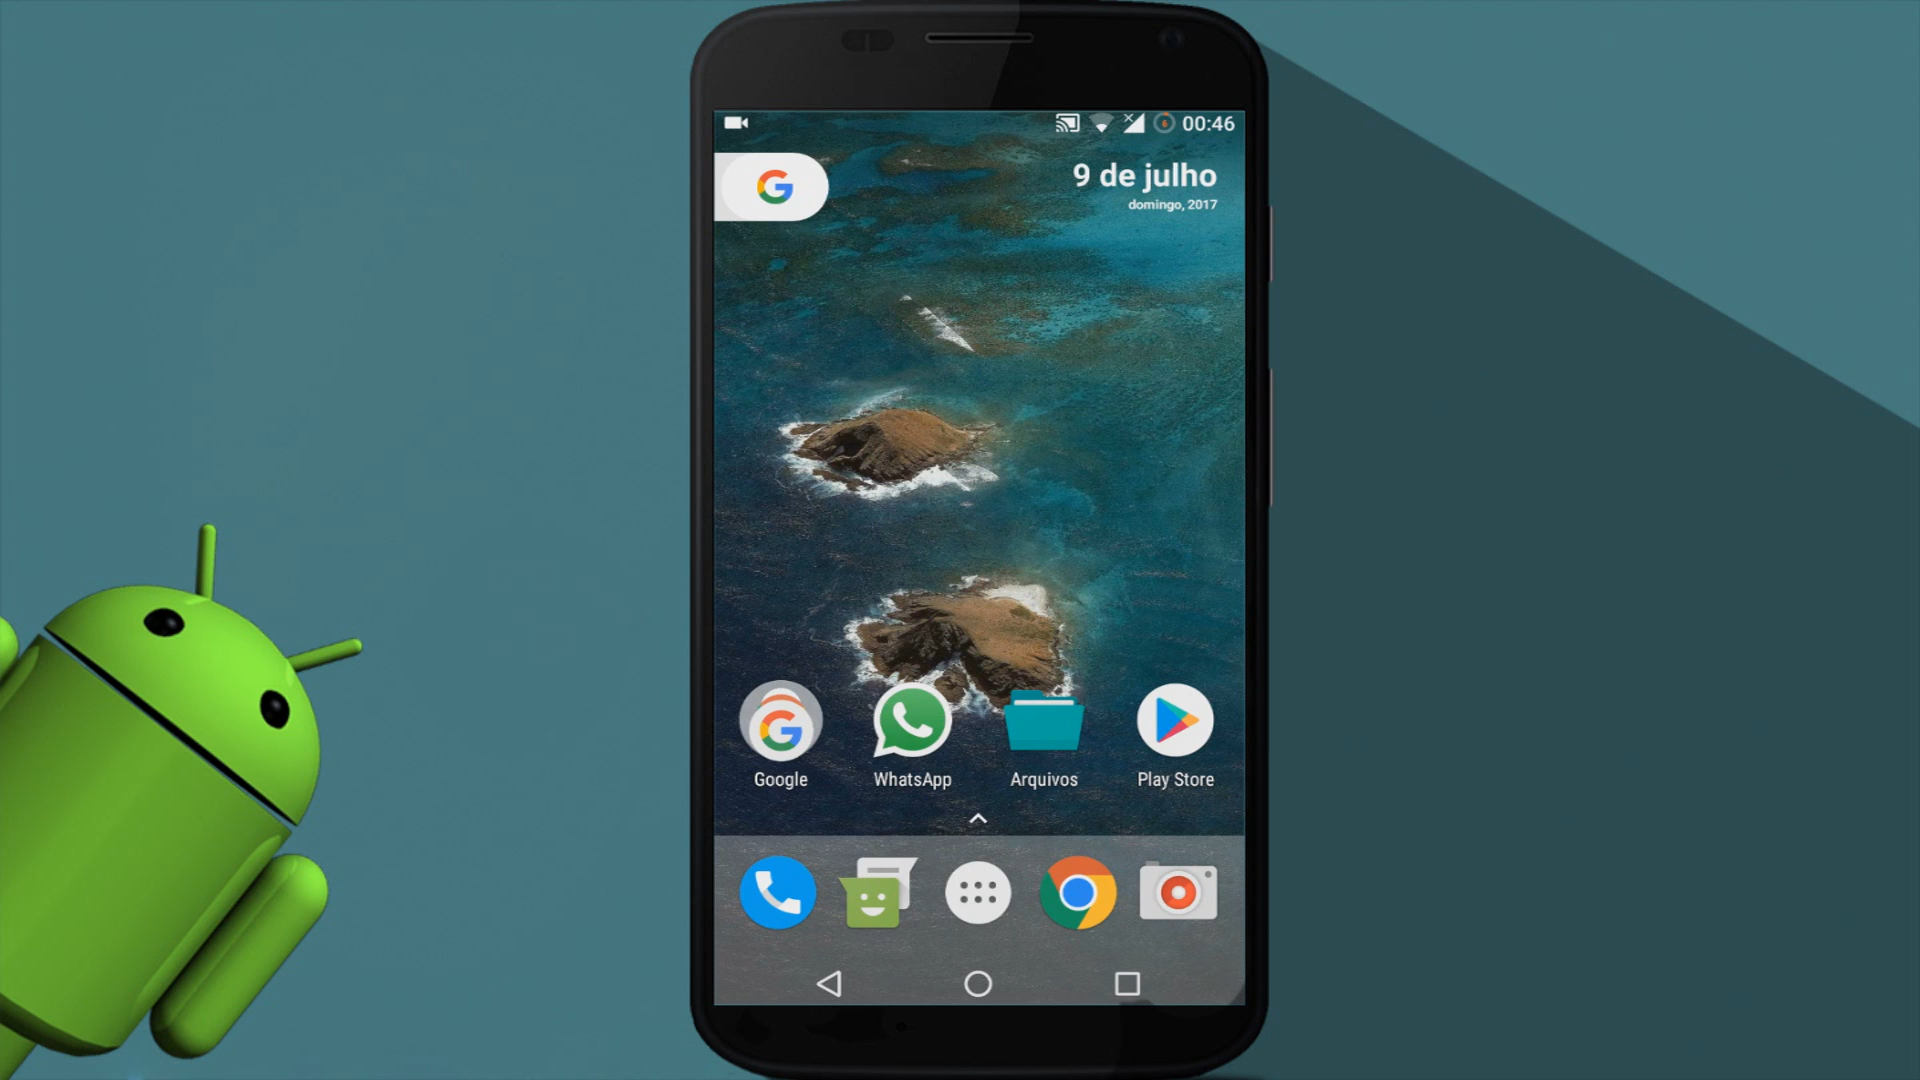 00:46
9 de julho
domingo, 2017
Google
WhatsApp
Arquivos
Play Store